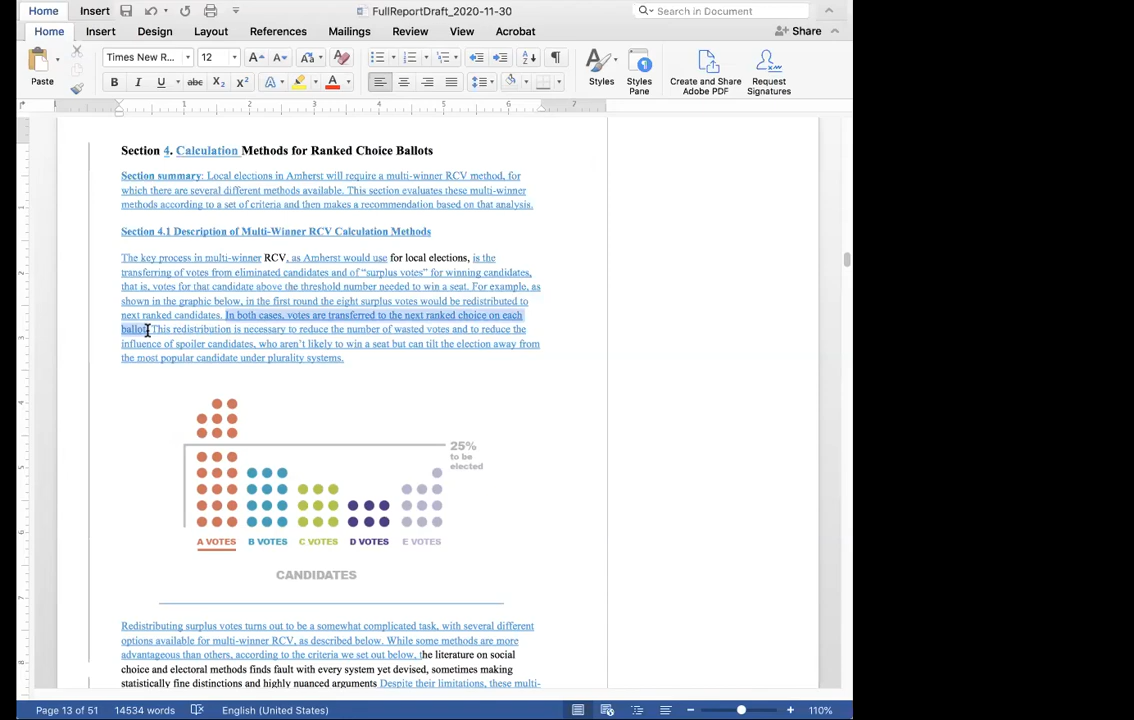 Home Insert FullReportDraft_2020-11-30 Search in Document
Home Insert Design Layout References Mailings Review View Acrobat Share
Paste Times New R... 12 Aa Styles Styles Pane Create and Share Adobe PDF Request Signatures
B I U abc X2 X2 A A
1 2 3 4 5 6 7
Section 4. Calculation Methods for Ranked Choice Ballots
Section summary: Local elections in Amherst will require a multi-winner RCV method, for
which there are several different methods available. This section evaluates these multi-winner
methods according to a set of criteria and then makes a recommendation based on that analysis.
Section 4.1 Description of Multi-Winner RCV Calculation Methods
The key process in multi-winner RCV, as Amherst would use for local elections, is the
transferring of votes from eliminated candidates and of “surplus votes” for winning candidates,
that is, votes for that candidate above the threshold number needed to win a seat. For example, as
shown in the graphic below, in the first round the eight surplus votes would be redistributed to
next ranked candidates. In both cases, votes are transferred to the next ranked choice on each
ballot. This redistribution is necessary to reduce the number of wasted votes and to reduce the
influence of spoiler candidates, who aren’t likely to win a seat but can tilt the election away from
the most popular candidate under plurality systems.
25%
to be
elected
A VOTES B VOTES C VOTES D VOTES E VOTES
CANDIDATES
Redistributing surplus votes turns out to be a somewhat complicated task, with several different
options available for multi-winner RCV, as described below. While some methods are more
advantageous than others, according to the criteria we set out below, the literature on social
choice and electoral methods finds fault with every system yet devised, sometimes making
statistically fine distinctions and highly nuanced arguments Despite their limitations, these multi-
Page 13 of 51 14534 words English (United States) 110%